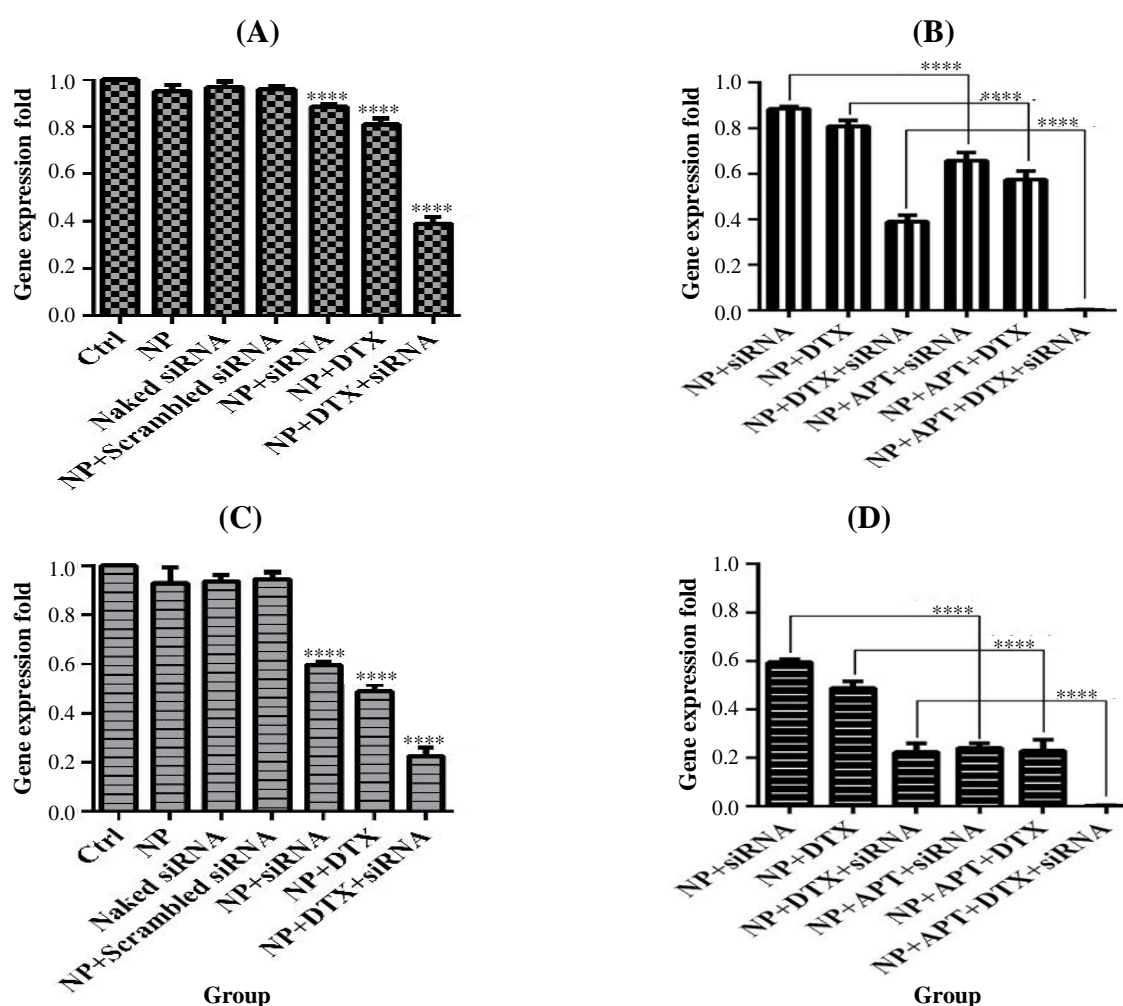 (A)
Gene expression fold
1.0
0.8
0.6
0.4
0.2
0.0
****
****
****
Ctrl
NP
Naked siRNA
NP+Scrambled siRNA
NP+siRNA
NP+DTX
NP+DTX+siRNA
(B)
Gene expression fold
1.0
0.8
0.6
0.4
0.2
0.0
****
****
****
NP+siRNA
NP+DTX
NP+DTX+siRNA
NP+APT+siRNA
NP+APT+DTX
NP+APT+DTX+siRNA
(C)
Gene expression fold
1.0
0.8
0.6
0.4
0.2
0.0
****
****
****
Ctrl
NP
Naked siRNA
NP+Scrambled siRNA
NP+siRNA
NP+DTX
NP+DTX+siRNA
Group
(D)
Gene expression fold
1.0
0.8
0.6
0.4
0.2
0.0
****
****
****
NP+siRNA
NP+DTX
NP+DTX+siRNA
NP+APT+siRNA
NP+APT+DTX
NP+APT+DTX+siRNA
Group